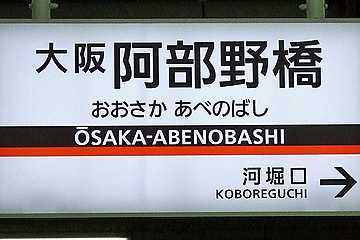 大阪阿部野橋
おおさか あべのばし
ŌSAKA-ABENOBASHI
河堀口
KOBOREGUCHI →